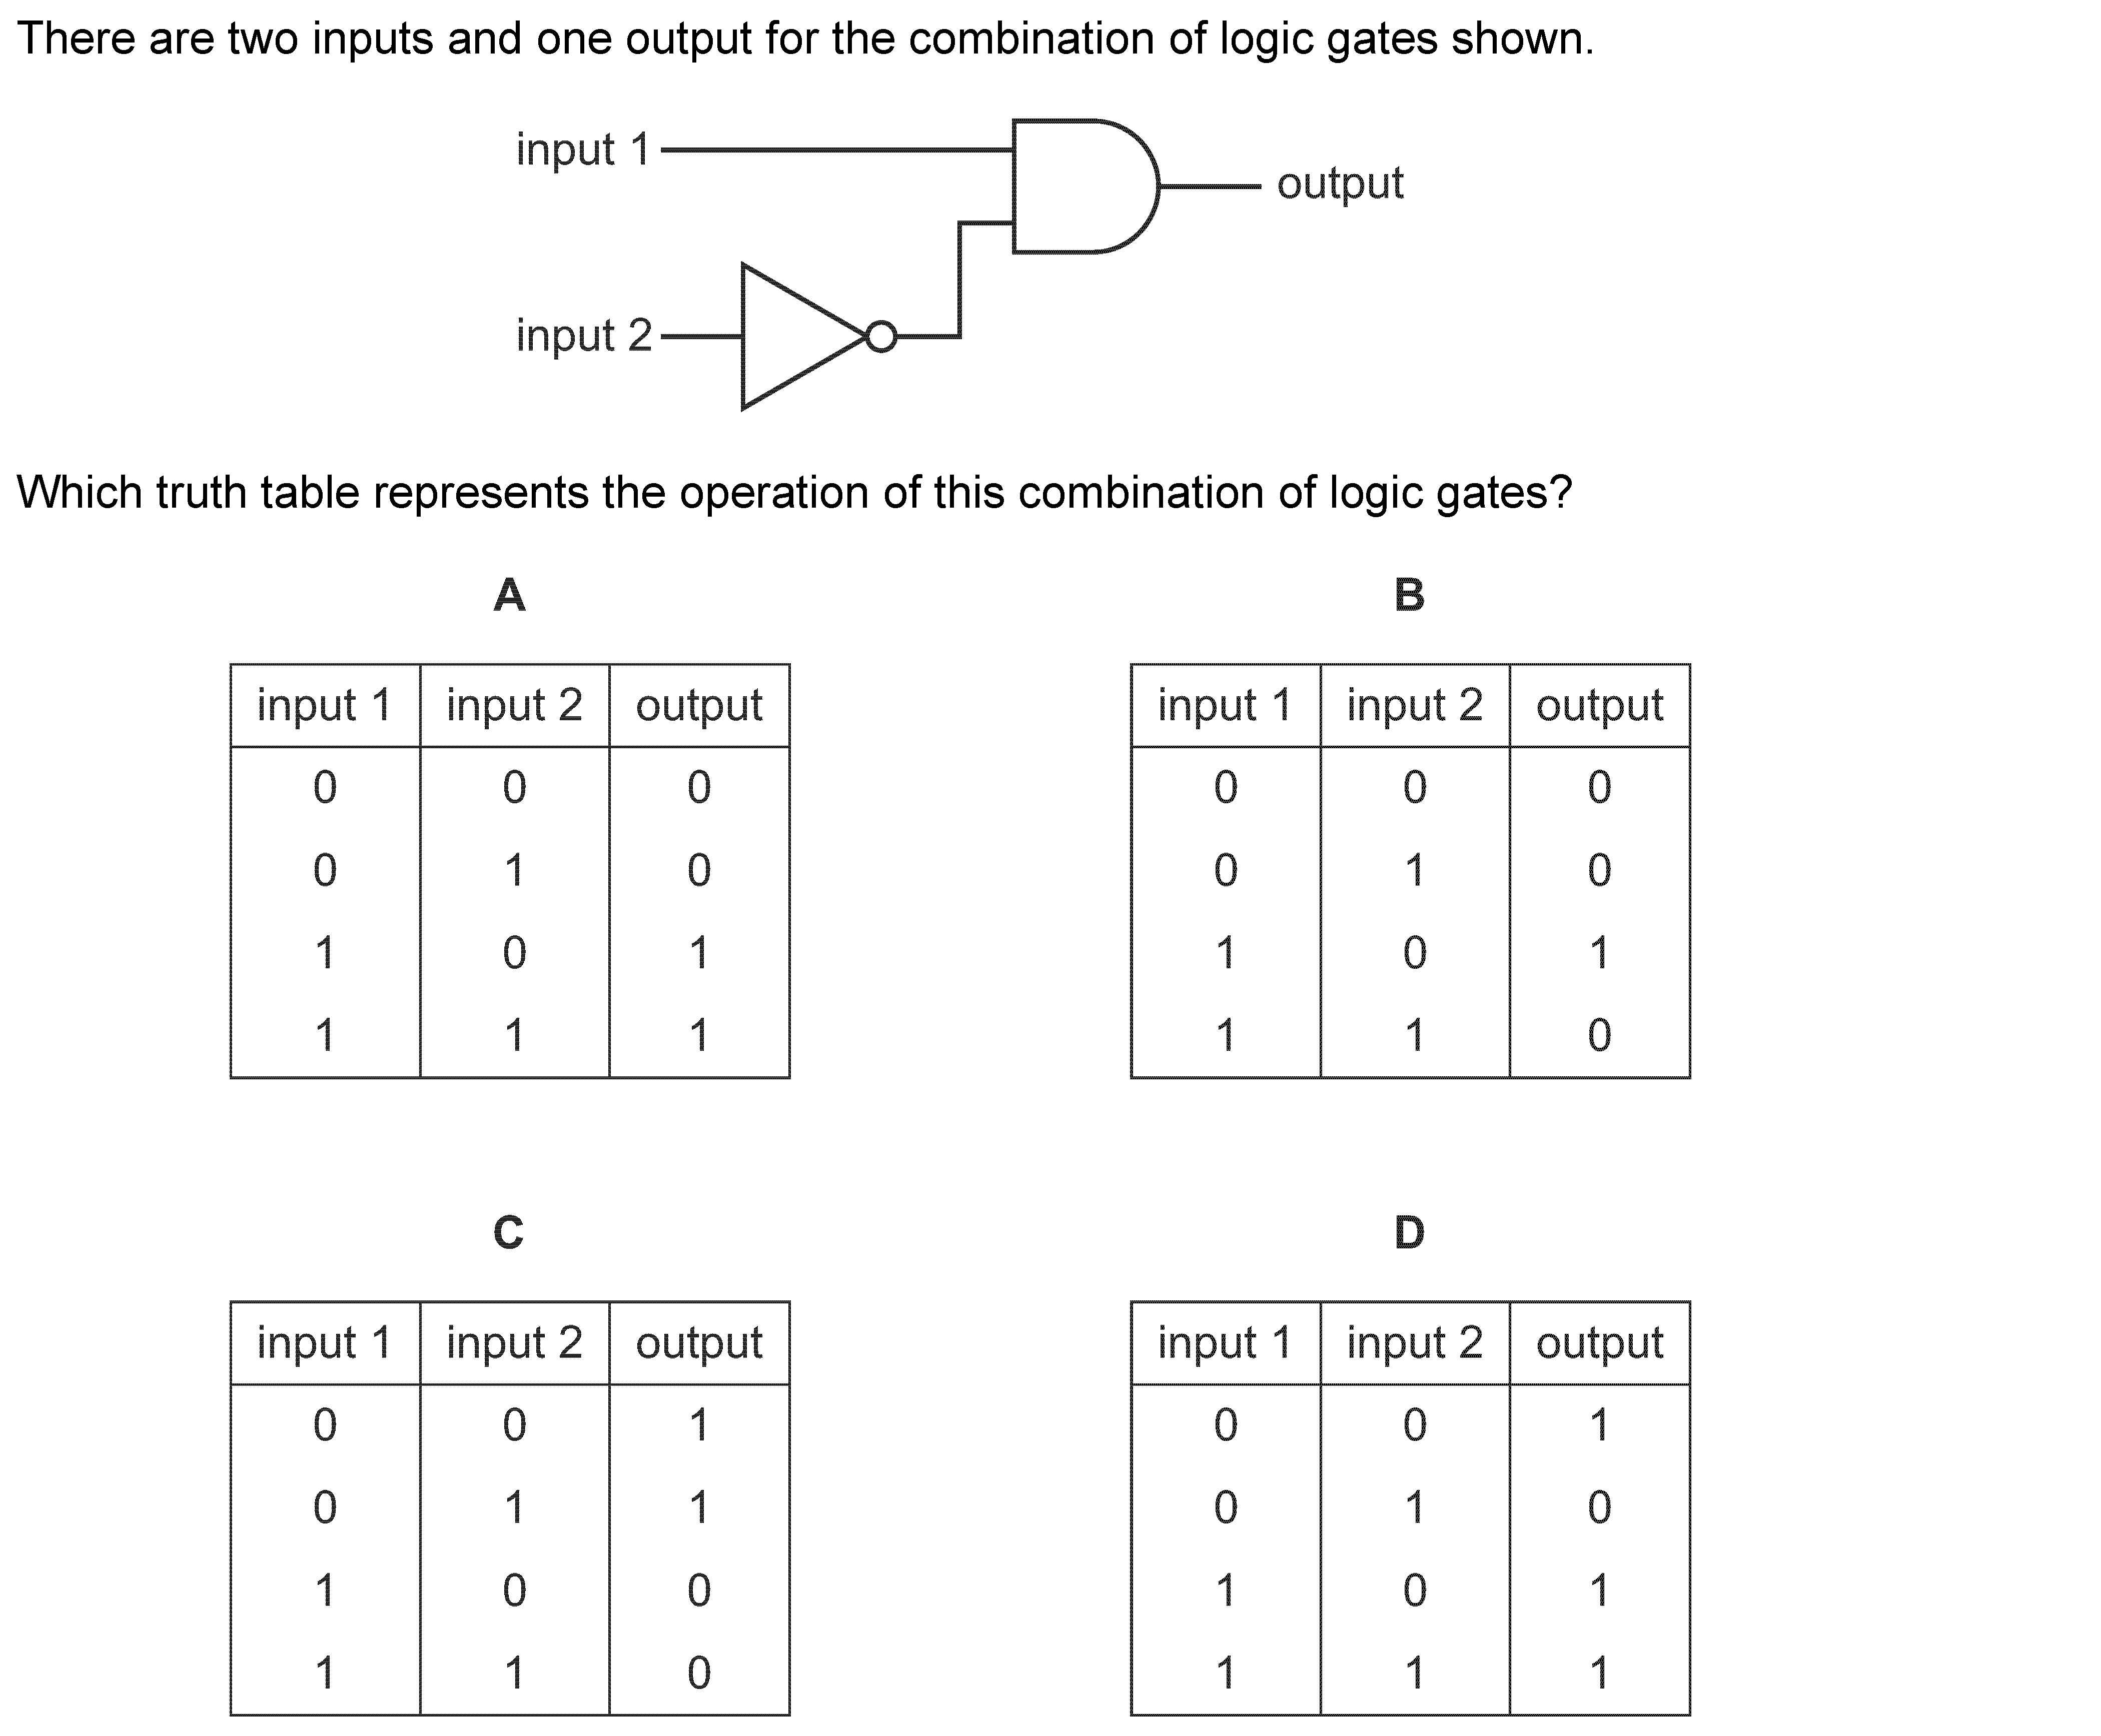 There are two inputs and one output for the combination of logic gates shown.
input 1
output
input 2
Which truth table represents the operation of this combination of logic gates?
A
input 1 input 2 output
0 0 0
0 1 0
1 0 1
1 1 1
B
input 1 input 2 output
0 0 0
0 1 0
1 0 1
1 1 0
C
input 1 input 2 output
0 0 1
0 1 1
1 0 0
1 1 0
D
input 1 input 2 output
0 0 1
0 1 0
1 0 1
1 1 1